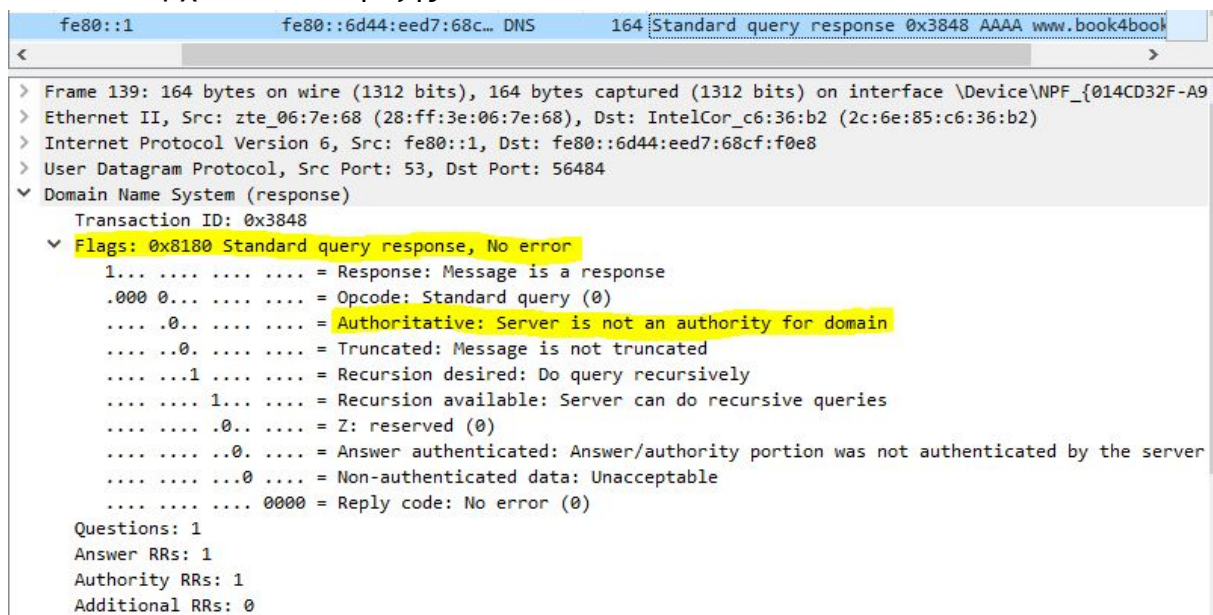 fe80::1 fe80::6d44:eed7:68c… DNS 164 Standard query response 0x3848 AAAA www.book4book
Frame 139: 164 bytes on wire (1312 bits), 164 bytes captured (1312 bits) on interface \Device\NPF_{014CD32F-A9
Ethernet II, Src: zte_06:7e:68 (28:ff:3e:06:7e:68), Dst: IntelCor_c6:36:b2 (2c:6e:85:c6:36:b2)
Internet Protocol Version 6, Src: fe80::1, Dst: fe80::6d44:eed7:68cf:f0e8
User Datagram Protocol, Src Port: 53, Dst Port: 56484
Domain Name System (response)
Transaction ID: 0x3848
Flags: 0x8180 Standard query response, No error
1... .... .... .... = Response: Message is a response
.000 0... .... .... = Opcode: Standard query (0)
.... .0.. .... .... = Authoritative: Server is not an authority for domain
.... ..0. .... .... = Truncated: Message is not truncated
.... ...1 .... .... = Recursion desired: Do query recursively
.... .... 1... .... = Recursion available: Server can do recursive queries
.... .... .0.. .... = Z: reserved (0)
.... .... ..0. .... = Answer authenticated: Answer/authority portion was not authenticated by the server
.... .... ...0 .... = Non-authenticated data: Unacceptable
.... .... .... 0000 = Reply code: No error (0)
Questions: 1
Answer RRs: 1
Authority RRs: 1
Additional RRs: 0